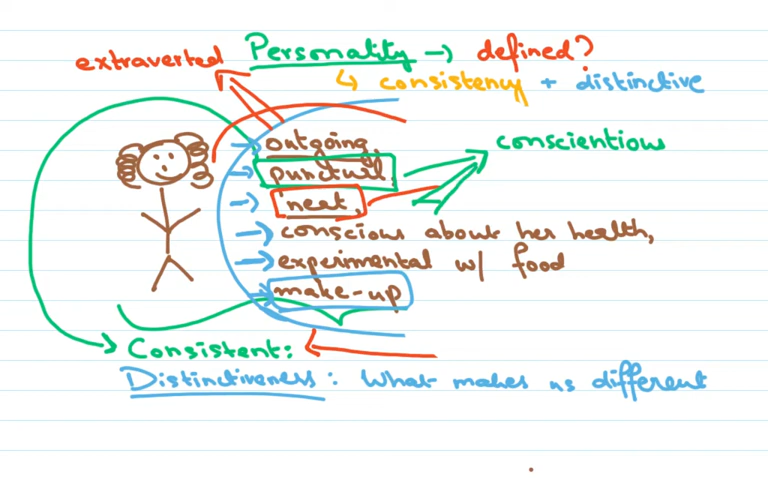 extraverted Personality → defined?
↳ consistency + distinctive
outgoing,
conscientious
punctual,
neat,
conscious about her health,
experimental w/ food
make-up
Consistent:
Distinctiveness: What makes us different